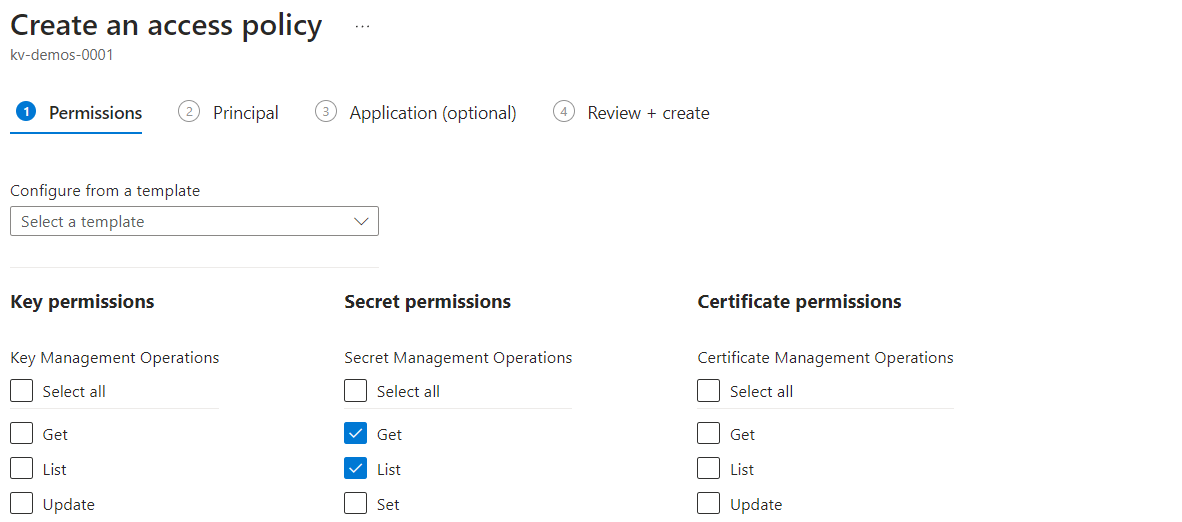 Create an access policy ...
kv-demos-0001
1 Permissions 2 Principal 3 Application (optional) 4 Review + create
Configure from a template
Select a template
Key permissions
Key Management Operations
Select all
Get
List
Update
Secret permissions
Secret Management Operations
Select all
Get
List
Set
Certificate permissions
Certificate Management Operations
Select all
Get
List
Update